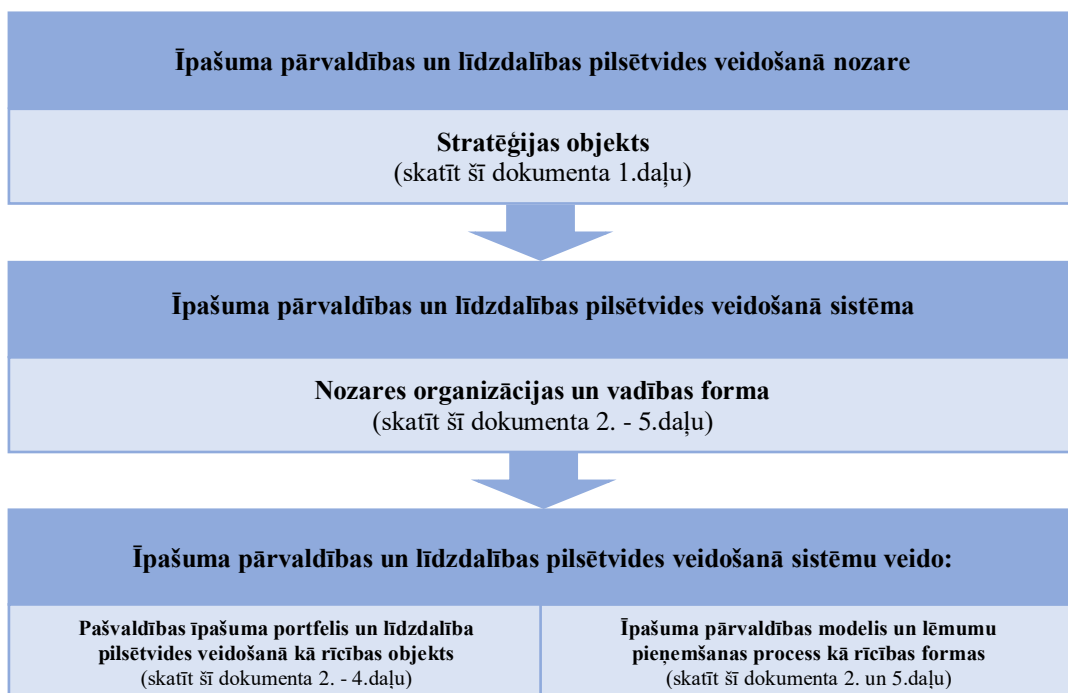 Īpašuma pārvaldības un līdzdalības pilsētvides veidošanā nozare
Stratēģijas objekts
(skatīt šī dokumenta 1.daļu)
Īpašuma pārvaldības un līdzdalības pilsētvides veidošanā sistēma
Nozares organizācijas un vadības forma
(skatīt šī dokumenta 2. - 5.daļu)
Īpašuma pārvaldības un līdzdalības pilsētvides veidošanā sistēmu veido:
Pašvaldības īpašuma portfelis un līdzdalība
pilsētvides veidošanā kā rīcības objekts
(skatīt šī dokumenta 2. - 4.daļu)
Īpašuma pārvaldības modelis un lēmumu
pieņemšanas process kā rīcības formas
(skatīt šī dokumenta 2. un 5.daļu)